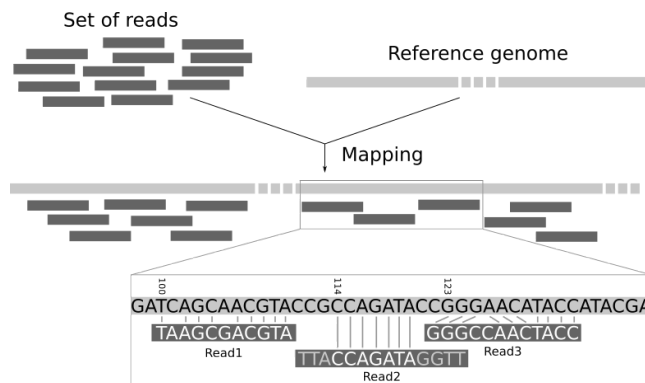 Set of reads
Reference genome
Mapping
100
114
123
GATCAGCAACGTACCGCCAGATACCGGGAACATACCATACGA
TAAGCGACGTA
GGGCCAACTACC
Read1
Read3
TTACCAGATAGGTT
Read2